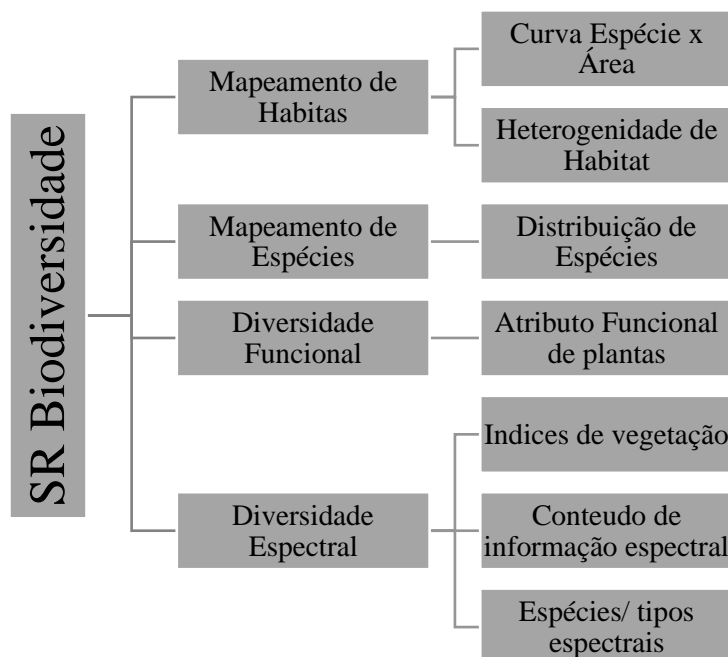 SR Biodiversidade
Mapeamento de
Habitas
Curva Espécie x
Área
Heterogenidade de
Habitat
Mapeamento de
Espécies
Distribuição de
Espécies
Diversidade
Funcional
Atributo Funcional
de plantas
Diversidade
Espectral
Indices de vegetação
Conteudo de
informação espectral
Espécies/ tipos
espectrais